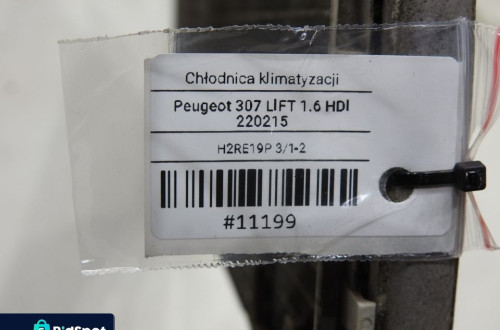 Chłodnica klimatyzacji
Peugeot 307 LIFT 1.6 HDI
220215
H2RE19P 3/1-2
#11199